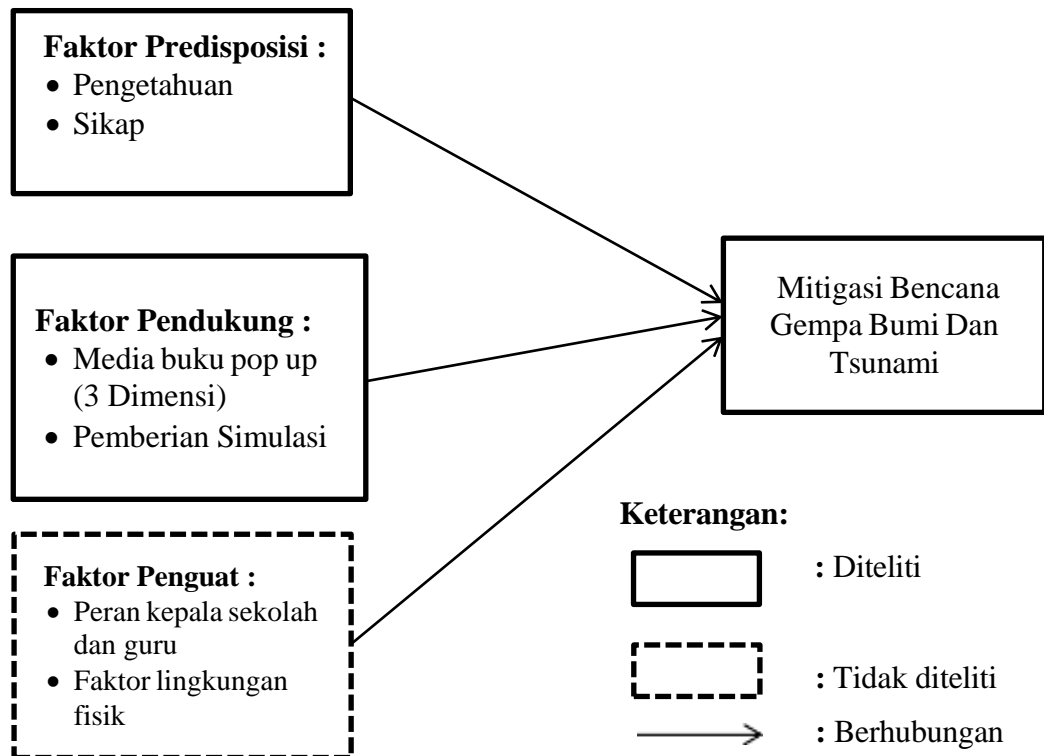 Faktor Predisposisi :
• Pengetahuan
• Sikap
Faktor Pendukung :
• Media buku pop up
(3 Dimensi)
• Pemberian Simulasi
Faktor Penguat :
• Peran kepala sekolah
dan guru
• Faktor lingkungan
fisik
Mitigasi Bencana
Gempa Bumi Dan
Tsunami
Keterangan:
: Diteliti
: Tidak diteliti
: Berhubungan